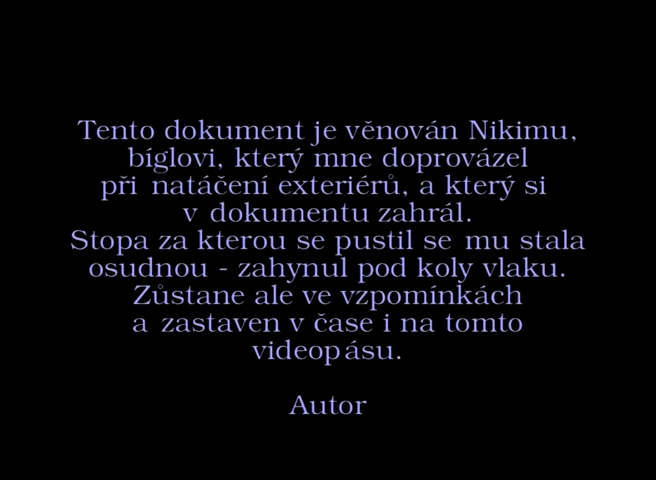 Tento dokument je věnován Nikimu,
bíglovi, který mne doprovázel
při natáčení exteriérů, a který si
v dokumentu zahrál.
Stopa za kterou se pustil se mu stala
osudnou - zahynul pod koly vlaku.
Zůstane ale ve vzpomínkách
a zastaven v čase i na tomto
videopásu.
Autor